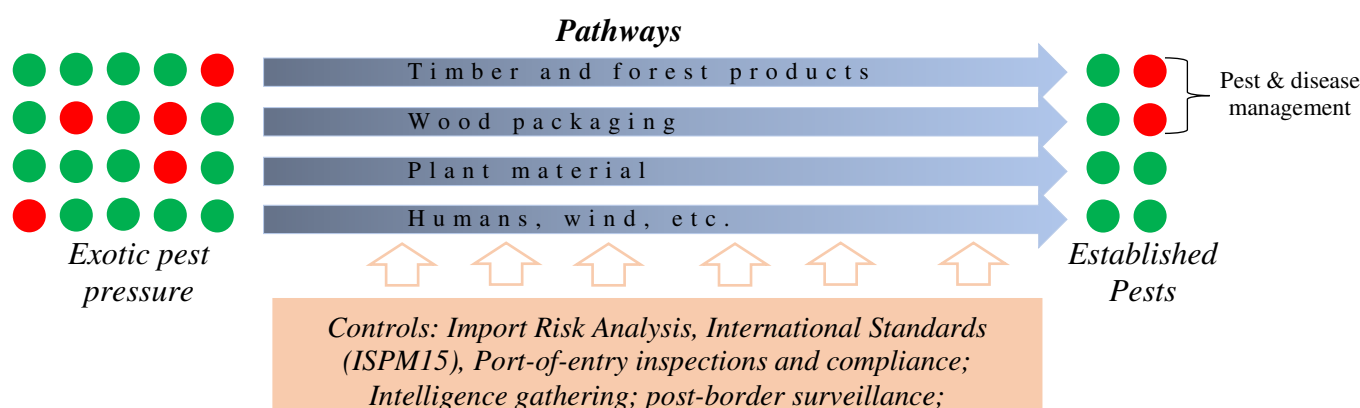 Pathways
Timber and forest products
Wood packaging
Plant material
Humans, wind, etc.
Pest & disease
management
Exotic pest
pressure
Established
Pests
Controls: Import Risk Analysis, International Standards
(ISPM15), Port-of-entry inspections and compliance;
Intelligence gathering; post-border surveillance;